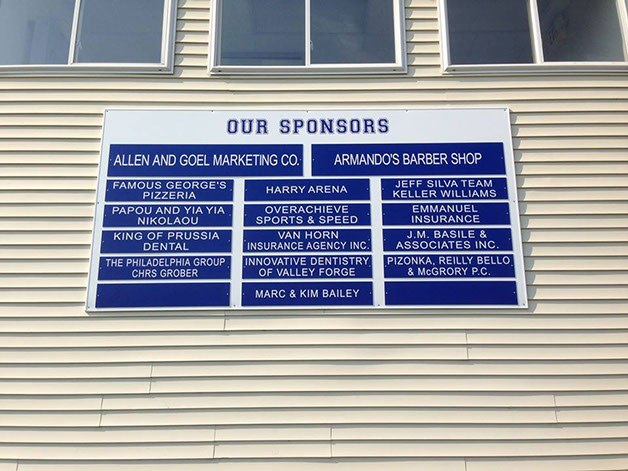 OUR SPONSORS
ALLEN AND GOEL MARKETING CO.
ARMANDO'S BARBER SHOP
FAMOUS GEORGE'S
PIZZERIA
HARRY ARENA
JEFF SILVA TEAM
KELLER WILLIAMS
PAPOU AND YIA YIA
NIKOLAOU
OVERACHIEVE
SPORTS & SPEED
EMMANUEL
INSURANCE
KING OF PRUSSIA
DENTAL
VAN HORN
INSURANCE AGENCY INC.
J.M. BASILE &
ASSOCIATES INC.
THE PHILADELPHIA GROUP
CHRS GROBER
INNOVATIVE DENTISTRY
OF VALLEY FORGE
PIZONKA, REILLY BELLO
& McGRORY P.C.
MARC & KIM BAILEY